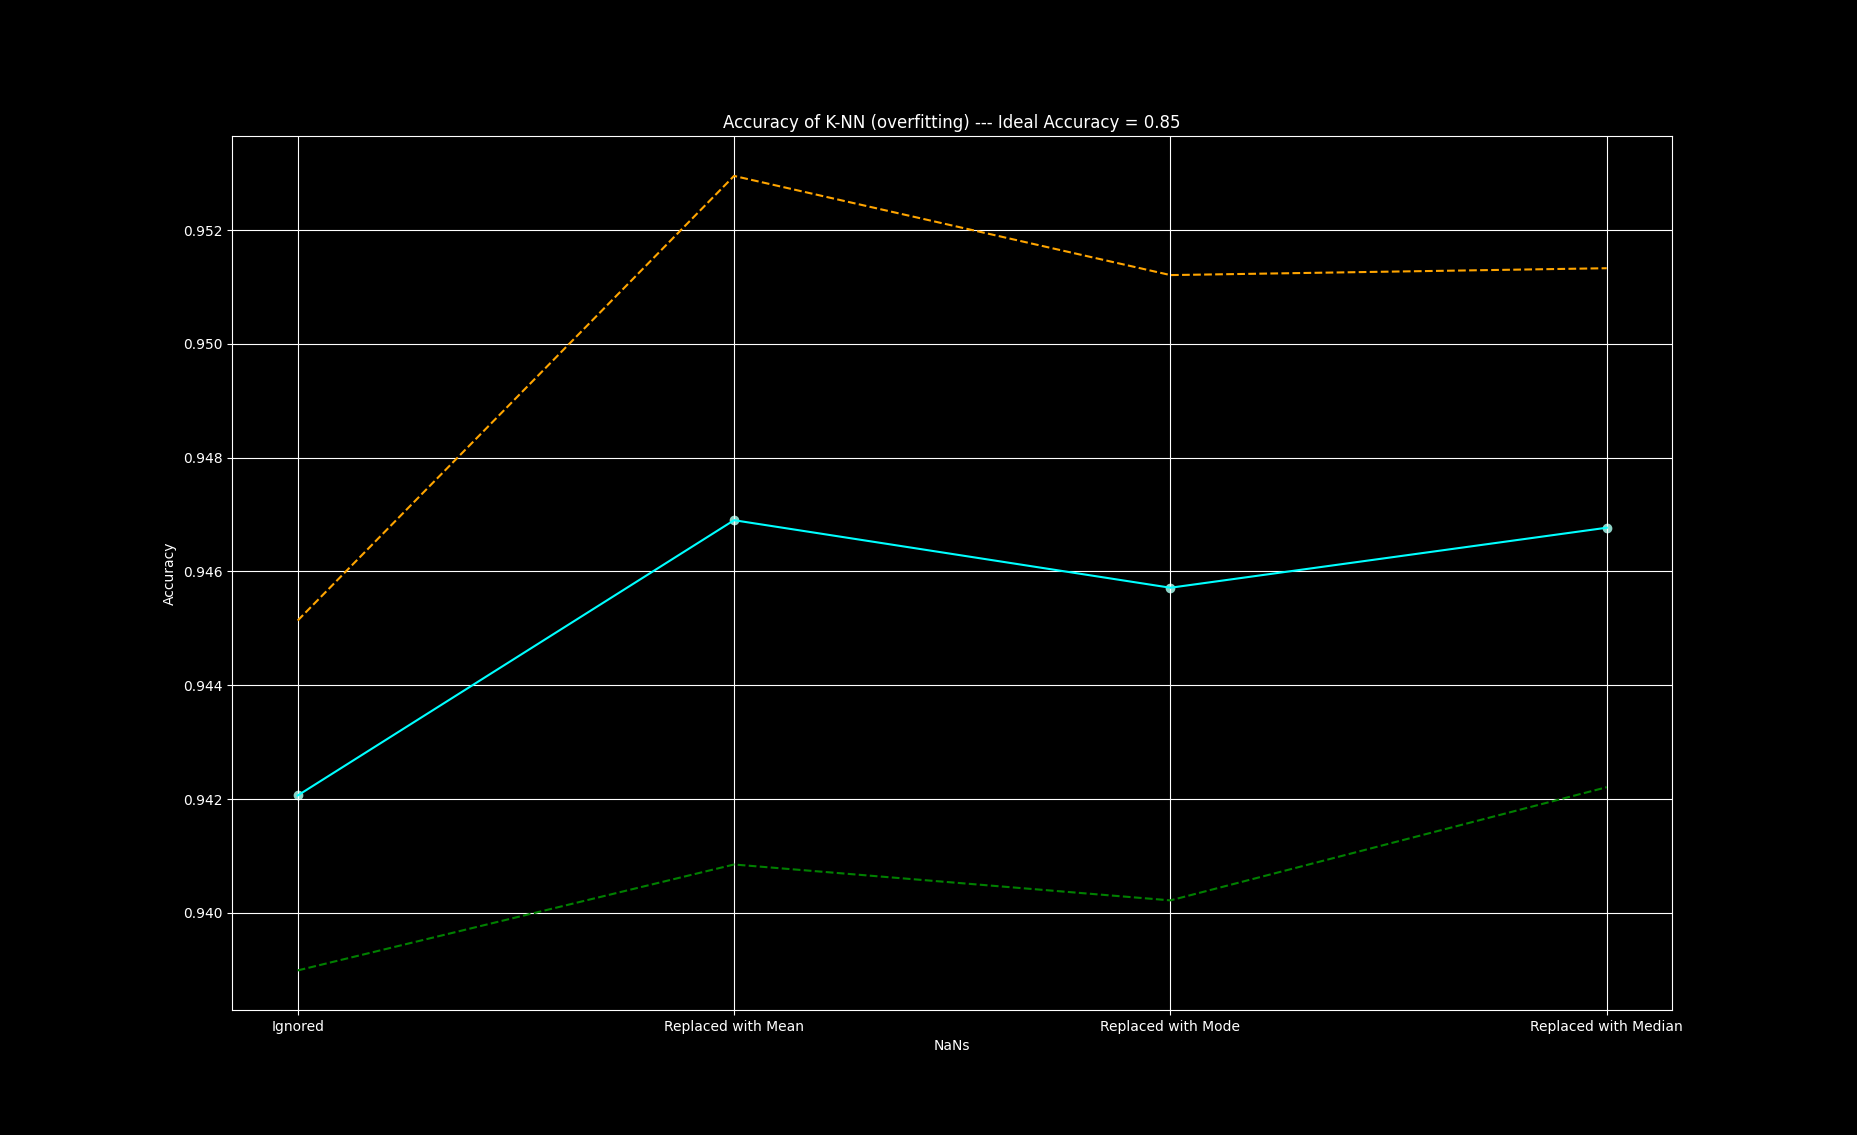 Accuracy of K-NN (overfitting) --- Ideal Accuracy = 0.85
0.952
0.950
0.948
0.946
0.944
0.942
0.940
Accuracy
Ignored
Replaced with Mean
Replaced with Mode
Replaced with Median
NaNs